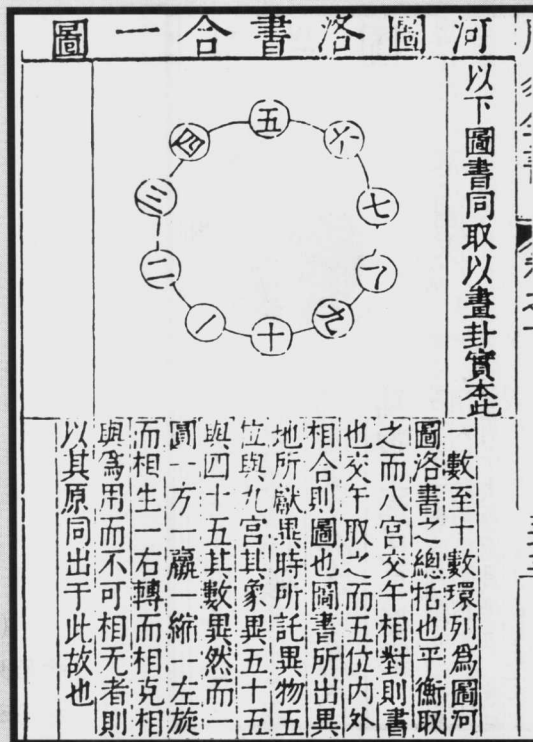 河圖洛書合一圖
以下圖書同取以畫卦實本此
一
二
三
四
五
六
七
八
九
十
一數至十數環列爲圖河
圖洛書之總括也平衡取
之而八宮交午相對則書
也交午取之而五位內外
相合則圖也圖書所出異
地所獻異時所託異物五
位與九宮其象異五十五
與四十五其數異然而一
圓一方一贏一縮一左旋
而相生一右轉而相克相
與爲用而不可相无者則
以其原同出于此故也